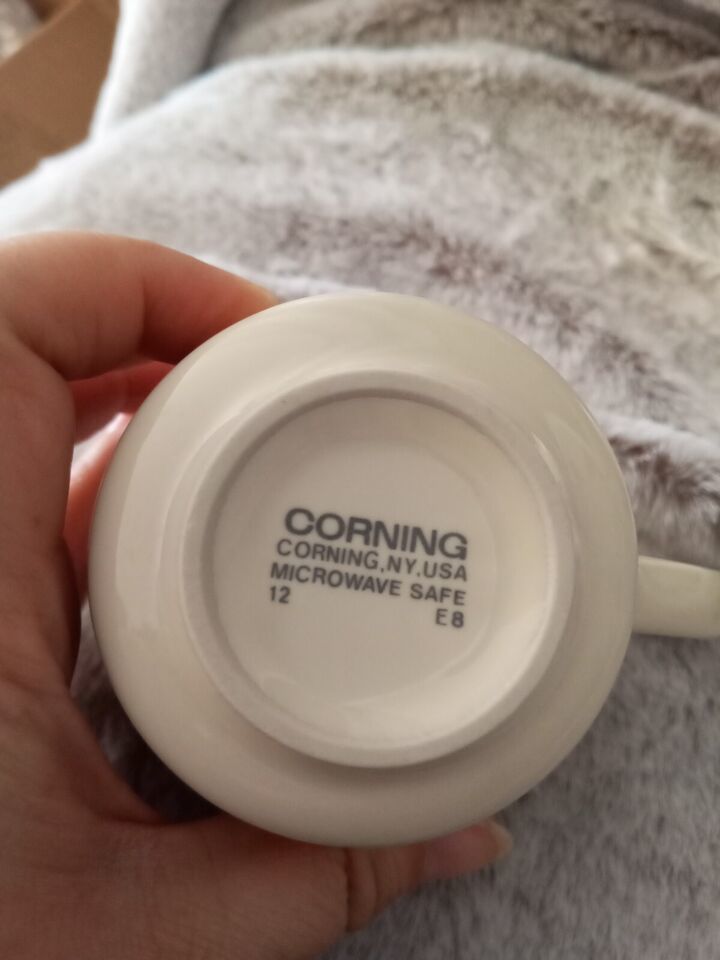 CORNING
CORNING,NY,USA
MICROWAVE SAFE
12 E8